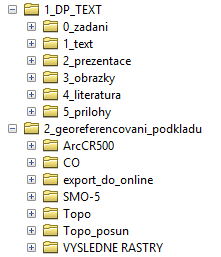 1_DP_TEXT
0_zadani
1_text
2_prezentace
3_obrazky
4_literatura
5_prilohy
2_georeferencovani_podkladu
ArcCR500
CO
export_do_online
SMO-5
Topo
Topo_posun
VYSLEDNE RASTRY